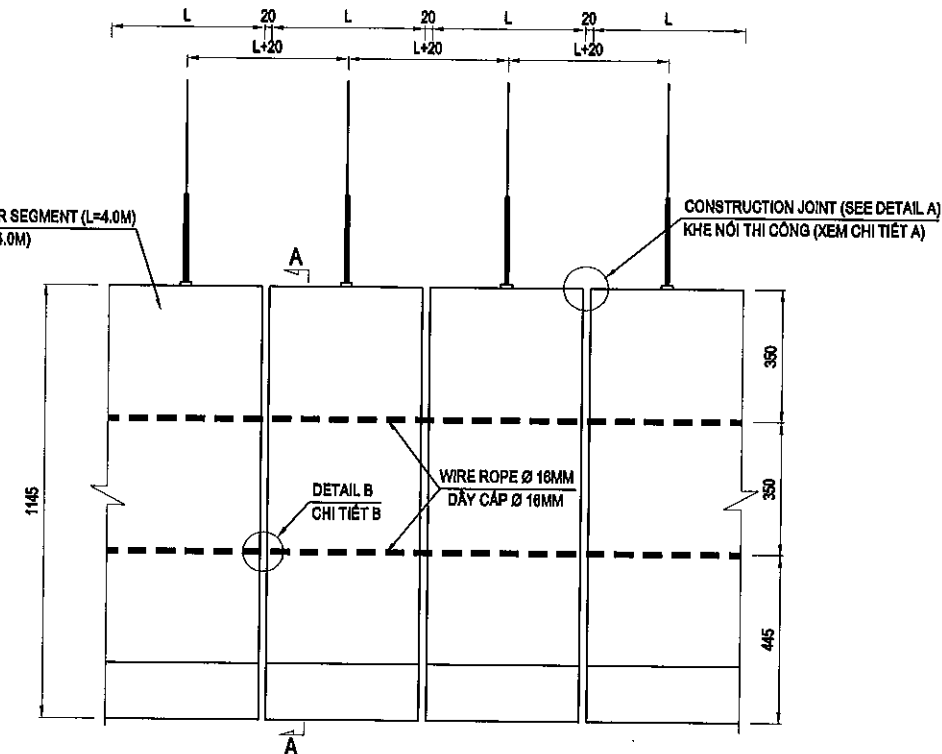 L 20 L 20 L 20 L
L+20 L+20 L+20
R SEGMENT (L=4.0M)
.0M)
CONSTRUCTION JOINT (SEE DETAIL A)
KHE NỐI THI CÔNG (XEM CHI TIẾT A)
A
350
1145
WIRE ROPE Ø 16MM
DÂY CÁP Ø 16MM
350
DETAIL B
CHI TIẾT B
445
A